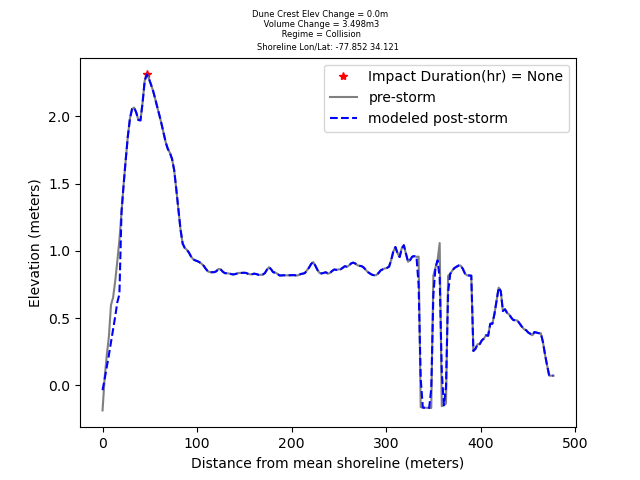 Dune Crest Elev Change = 0.0m
Volume Change = 3.498m3
Regime = Collision
Shoreline Lon/Lat: -77.852 34.121
Impact Duration(hr) = None
pre-storm
modeled post-storm
Elevation (meters)
2.0
1.5
1.0
0.5
0.0
0 100 200 300 400 500
Distance from mean shoreline (meters)